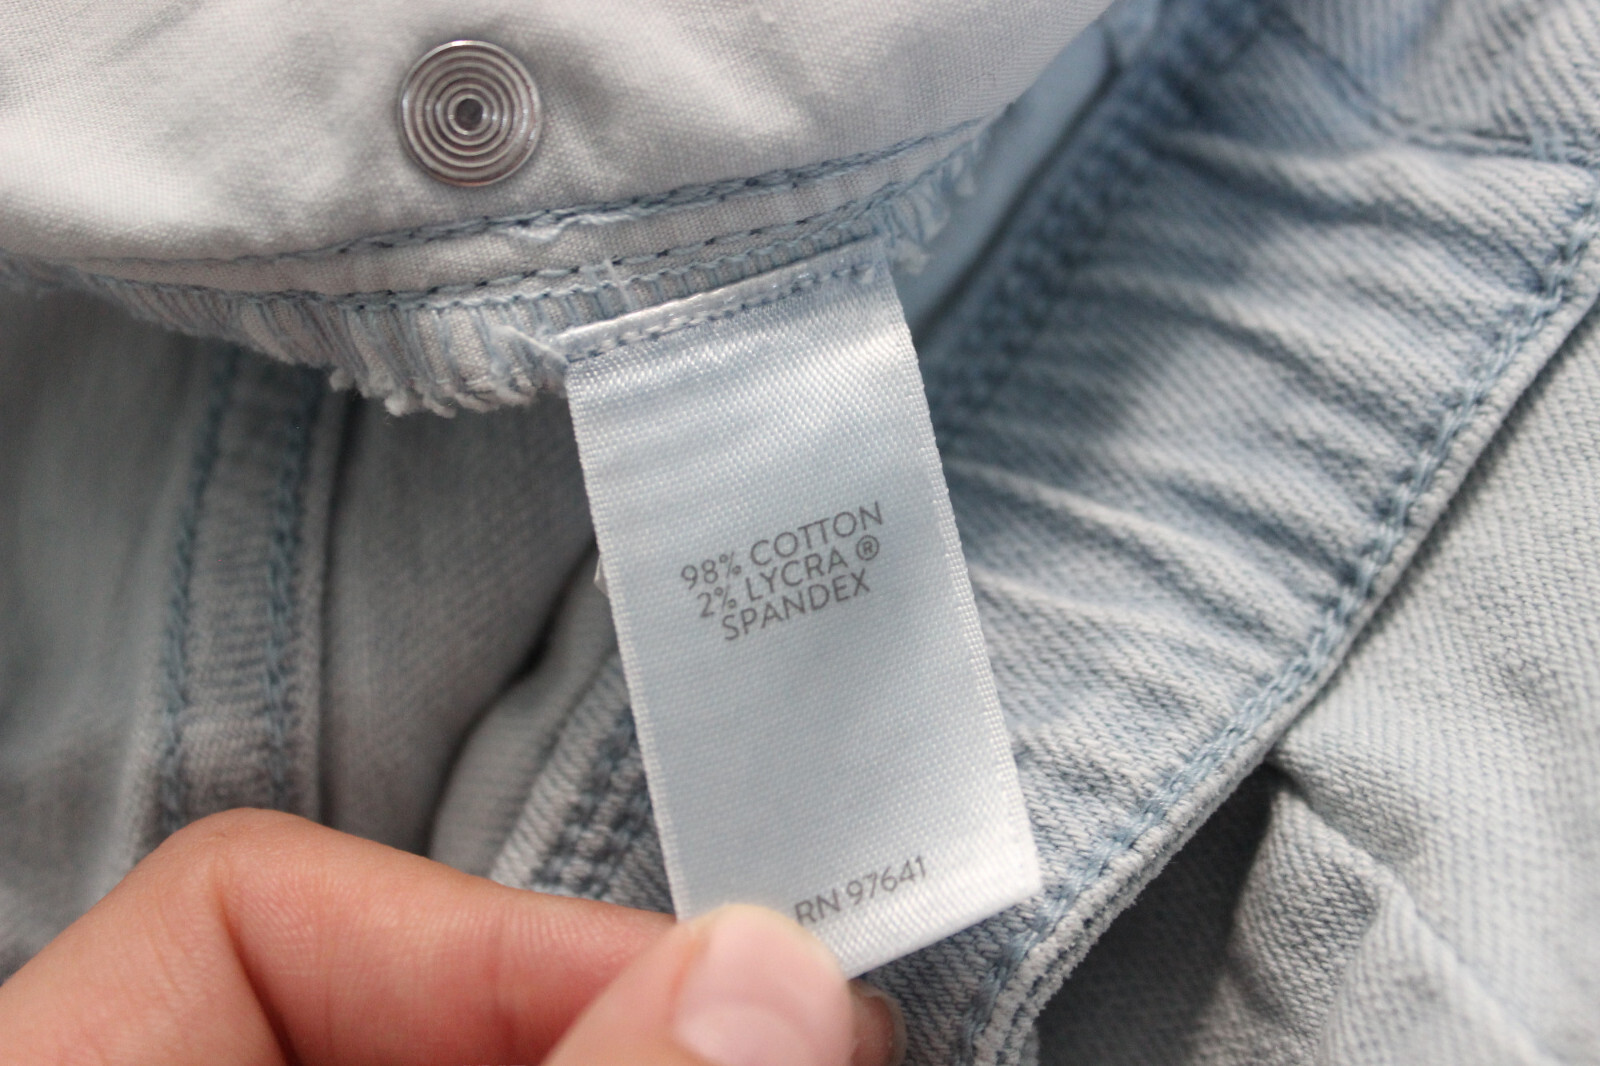 98% COTTON
2% LYCRA ®
SPANDEX
RN 97641